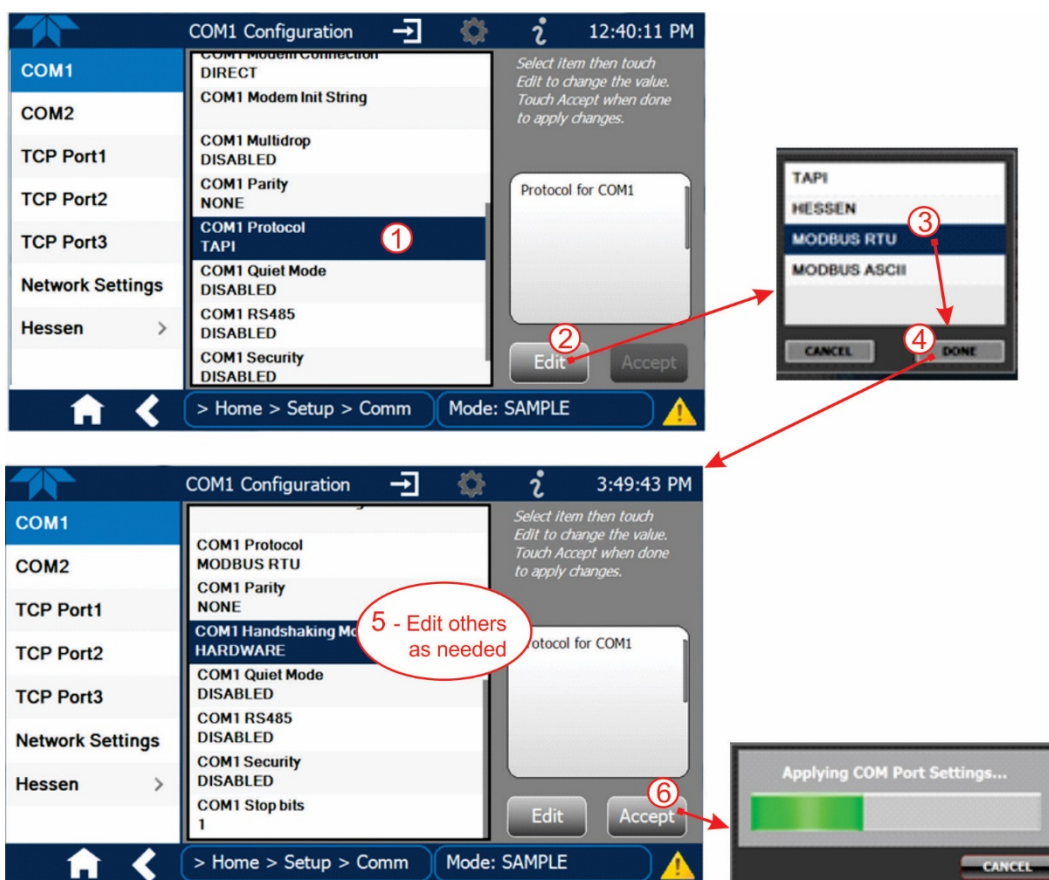 COM1 Configuration
12:40:11 PM
COM1
COM2
TCP Port1
TCP Port2
TCP Port3
Network Settings
Hessen >
COM1 Modem Connection
DIRECT
COM1 Modem Init String
COM1 Multidrop
DISABLED
COM1 Parity
NONE
COM1 Protocol
TAPI
1
COM1 Quiet Mode
DISABLED
COM1 RS485
DISABLED
COM1 Security
DISABLED
Select item then touch
Edit to change the value.
Touch Accept when done
to apply changes.
Protocol for COM1
2
Edit
Accept
> Home > Setup > Comm
Mode: SAMPLE
TAPI
HESSEN
3
MODBUS RTU
MODBUS ASCII
4
CANCEL
DONE
COM1 Configuration
3:49:43 PM
COM1
COM2
TCP Port1
TCP Port2
TCP Port3
Network Settings
Hessen >
COM1 Protocol
MODBUS RTU
COM1 Parity
NONE
COM1 Handshaking
HARDWARE
5 - Edit others
as needed
COM1 Quiet Mode
DISABLED
COM1 RS485
DISABLED
COM1 Security
DISABLED
COM1 Stop bits
1
Select item then touch
Edit to change the value.
Touch Accept when done
to apply changes.
for COM1
6
Edit
Accept
> Home > Setup > Comm
Mode: SAMPLE
Applying COM Port Settings...
CANCEL